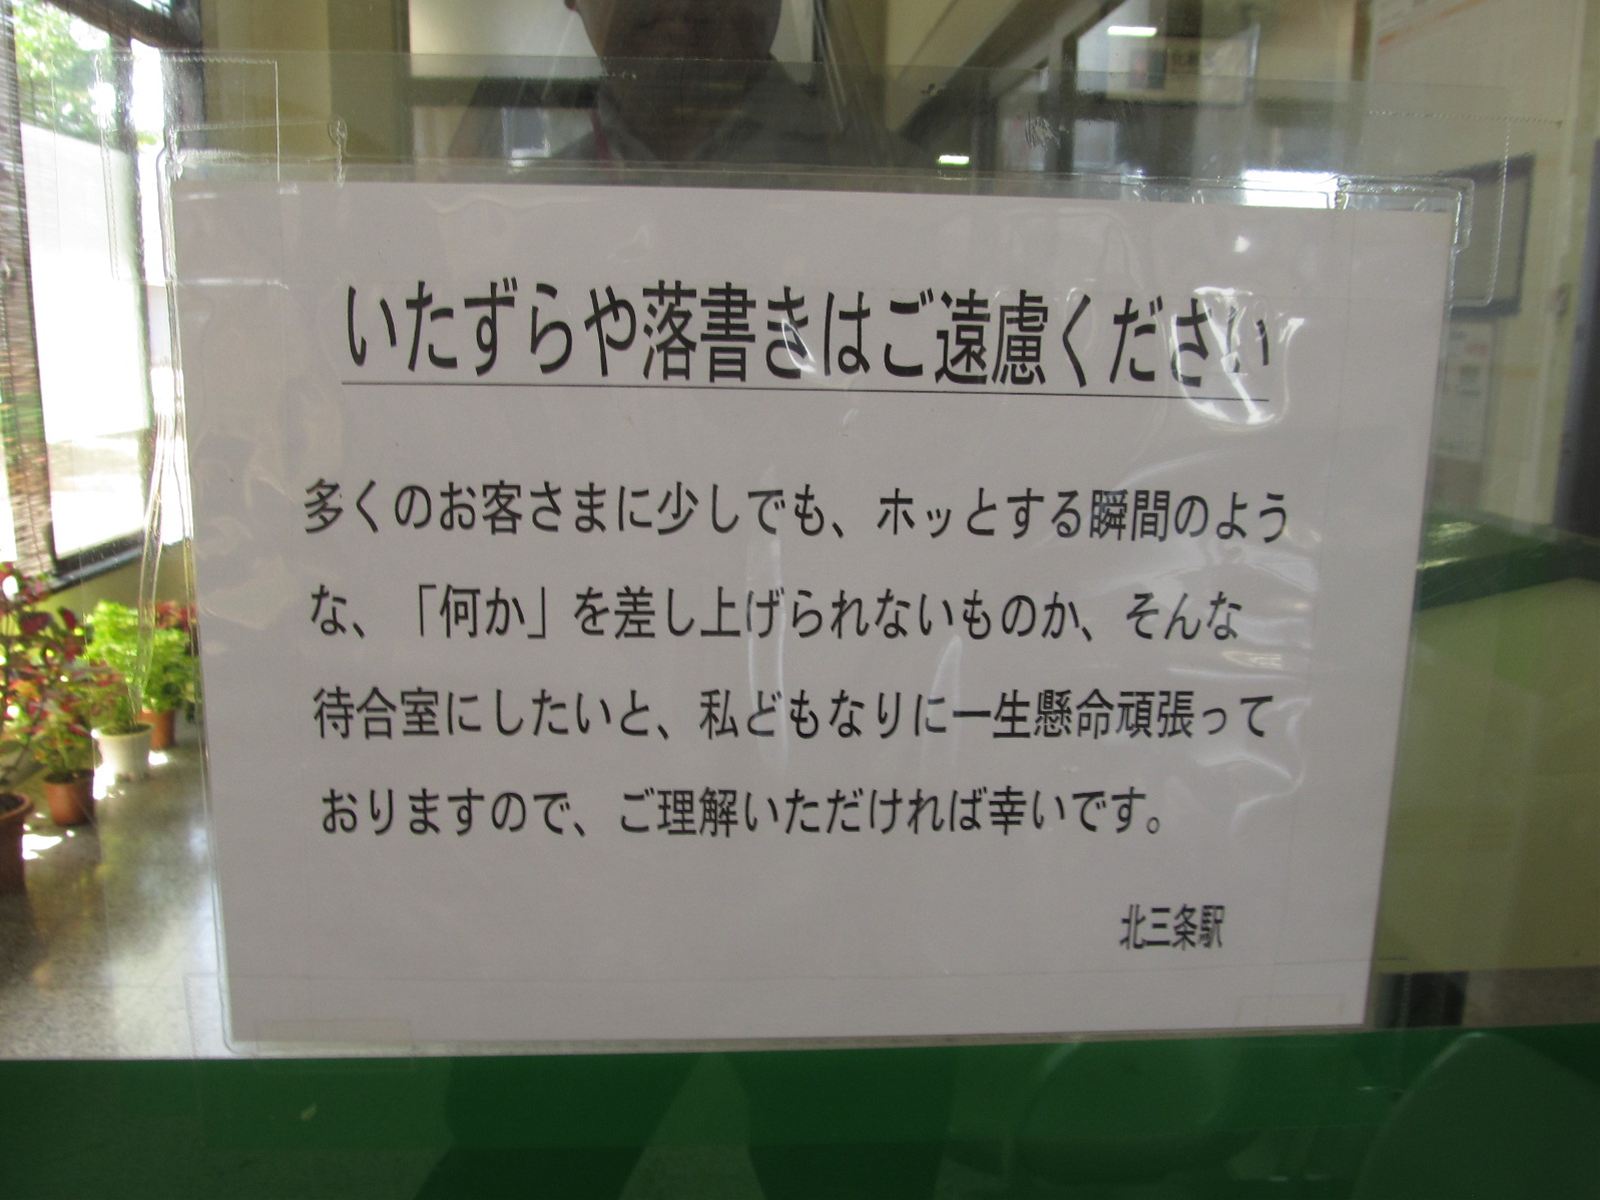 いたずらや落書きはご遠慮ください
多くのお客さまに少しでも、ホッとする瞬間のよう
な、「何か」を差し上げられないものか、そんな
待合室にしたいと、私どもなりに一生懸命頑張って
おりますので、ご理解いただければ幸いです。
北三条駅